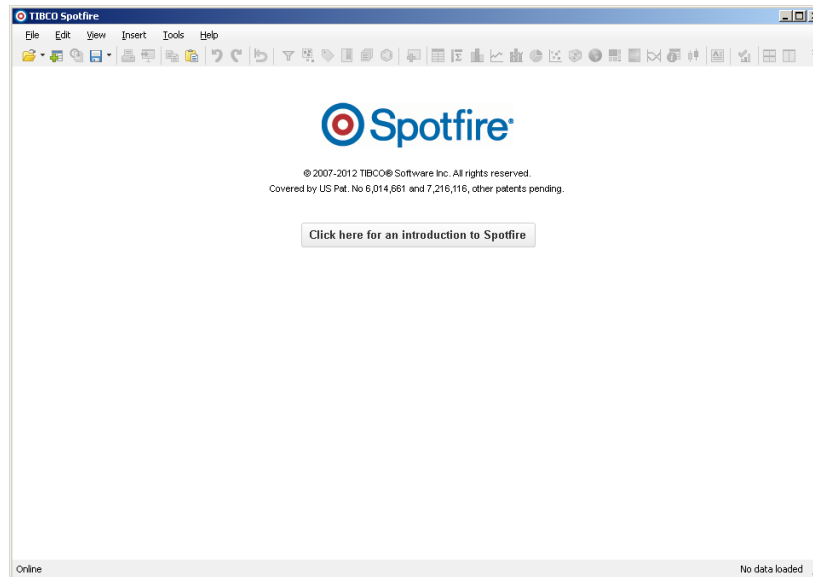 TIBCO Spotfire
File Edit View Insert Tools Help
Spotfire®
© 2007-2012 TIBCO® Software Inc. All rights reserved.
Covered by US Pat. No 6,014,661 and 7,216,116, other patents pending.
Click here for an introduction to Spotfire
Online No data loaded